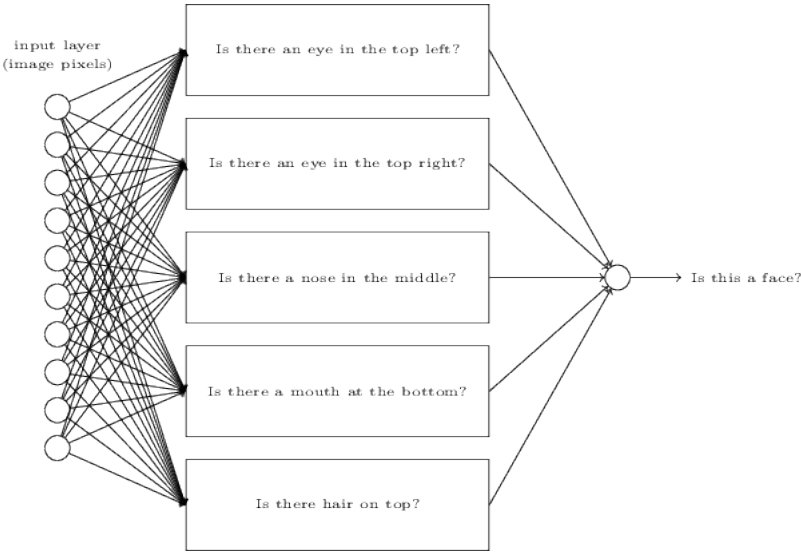 input layer
(image pixels)
Is there an eye in the top left?
Is there an eye in the top right?
Is there a nose in the middle?
Is this a face?
Is there a mouth at the bottom?
Is there hair on top?